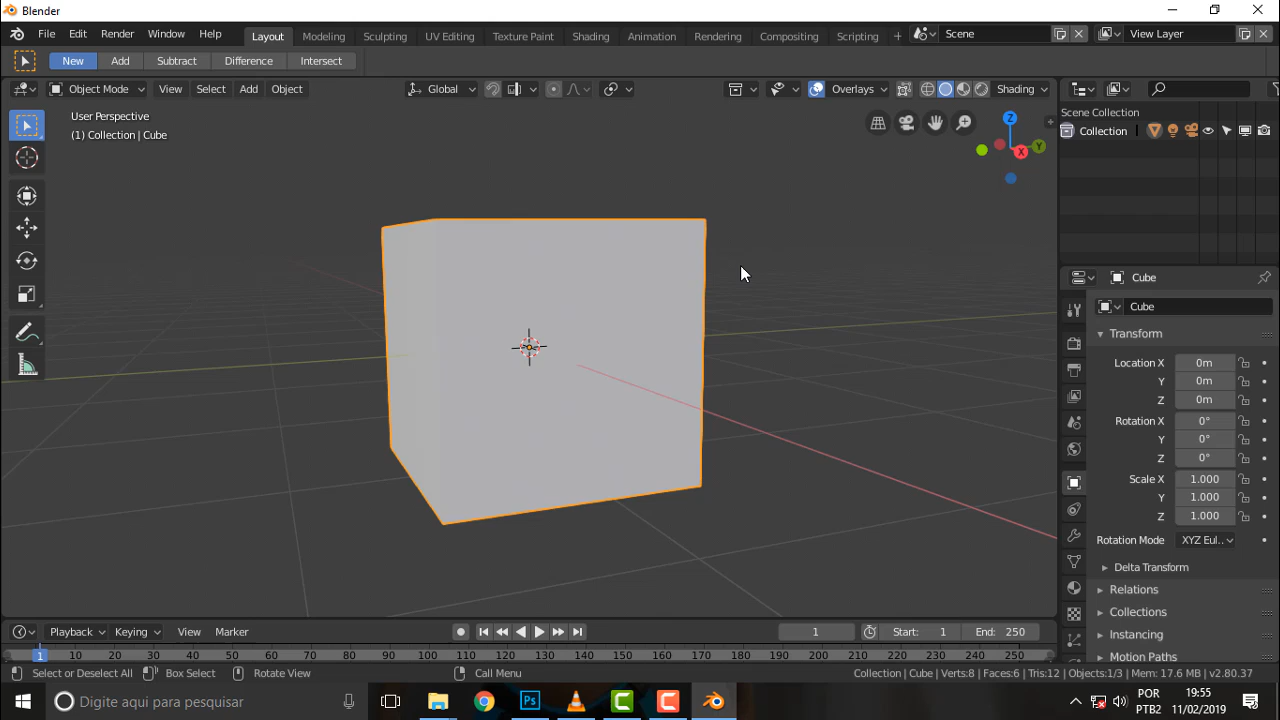 Blender
File Edit Render Window Help Layout Modeling Sculpting UV Editing Texture Paint Shading Animation Rendering Compositing Scripting + Scene View Layer
New Add Subtract Difference Intersect
Object Mode View Select Add Object Global Overlays Shading
User Perspective
(1) Collection | Cube
Z
Y
X
Scene Collection
Collection
Cube
Cube
Transform
Location X 0m
Y 0m
Z 0m
Rotation X 0°
Y 0°
Z 0°
Scale X 1.000
Y 1.000
Z 1.000
Rotation Mode XYZ Eul..
Delta Transform
Relations
Collections
Instancing
Motion Paths
Playback Keying View Marker 1 Start: 1 End: 250
1 10 20 30 40 50 60 70 80 90 100 110 120 130 140 150 160 170 180 190 200 210 220 230 240 250
Select or Deselect All Box Select Rotate View Call Menu Collection | Cube | Verts:8 | Faces:6 | Tris:12 | Objects:1/3 | Mem: 17.6 MB | v2.80.37
Digite aqui para pesquisar Ps POR 19:55
PTB2 11/02/2019